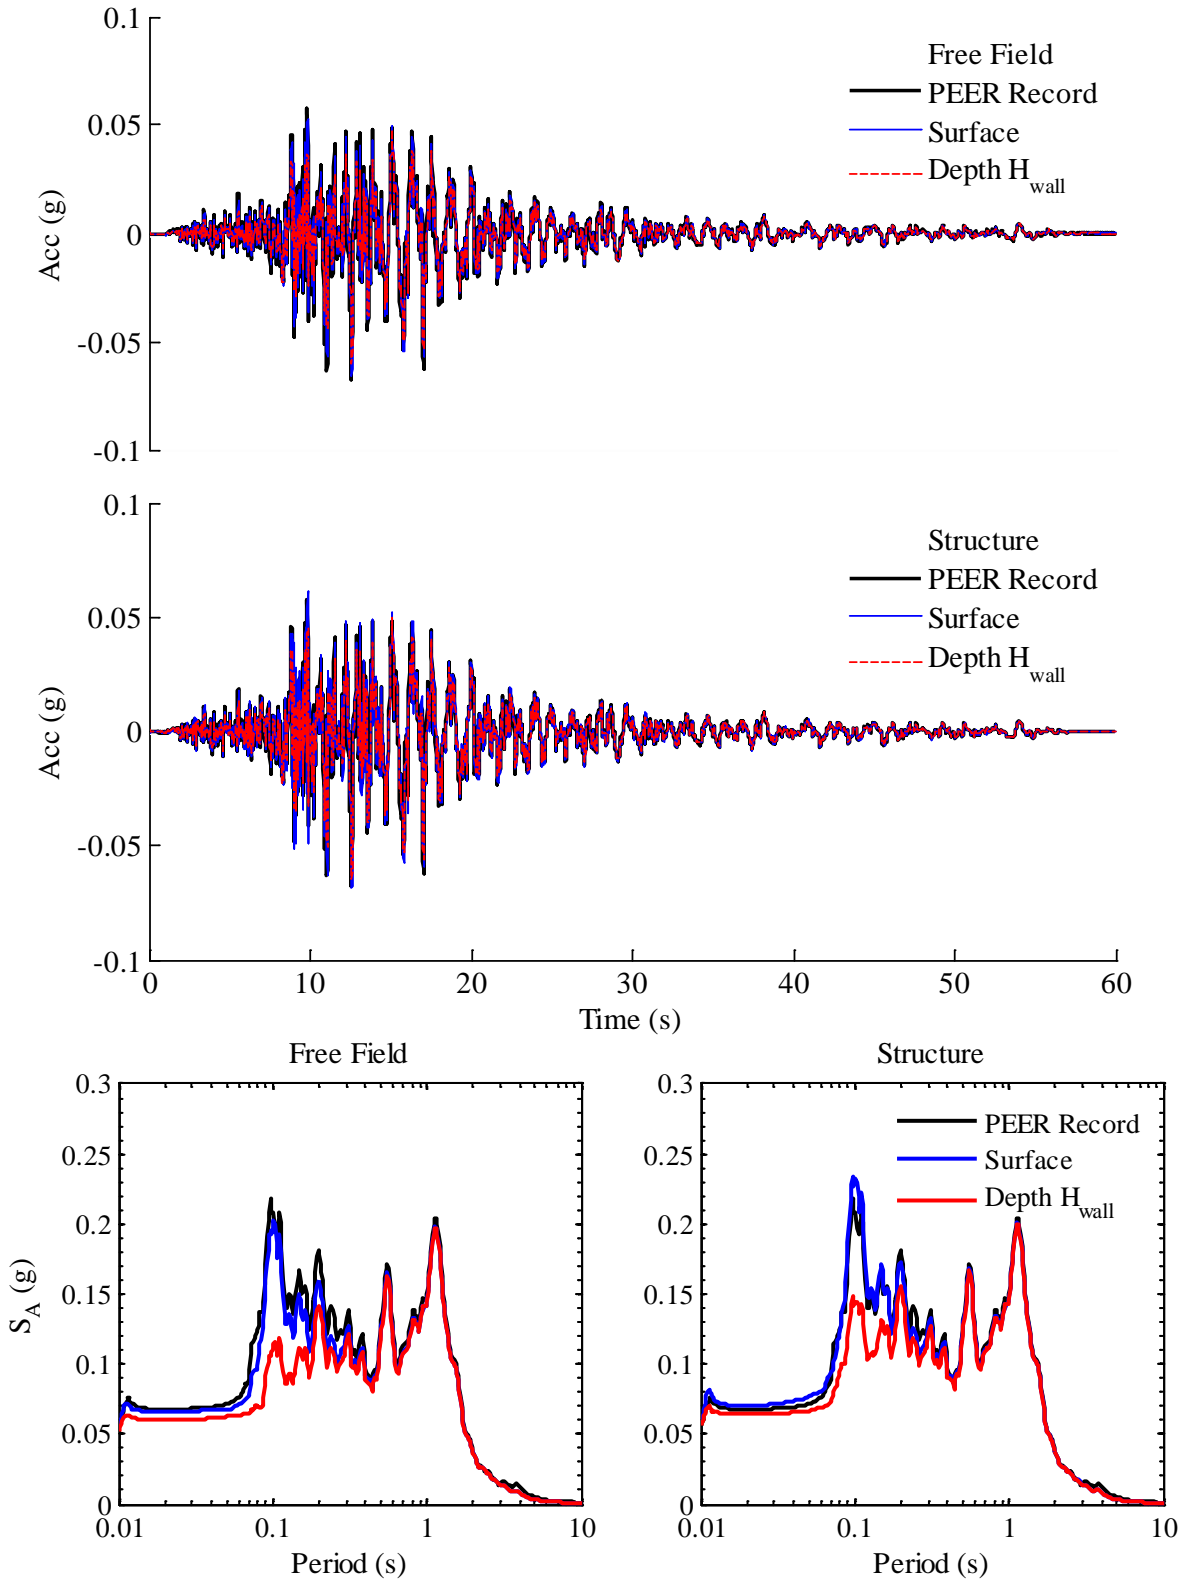 0.1
0.05
0
-0.05
-0.1
Acc (g)
Free Field
PEER Record
Surface
Depth H_wall
0.1
0.05
0
-0.05
-0.1
Acc (g)
Structure
PEER Record
Surface
Depth H_wall
0 10 20 30 40 50 60
Time (s)
Free Field
0.3
0.25
0.2
0.15
0.1
0.05
0
S_A (g)
0.01 0.1 1 10
Period (s)
Structure
0.3
0.25
0.2
0.15
0.1
0.05
0
PEER Record
Surface
Depth H_wall
0.01 0.1 1 10
Period (s)